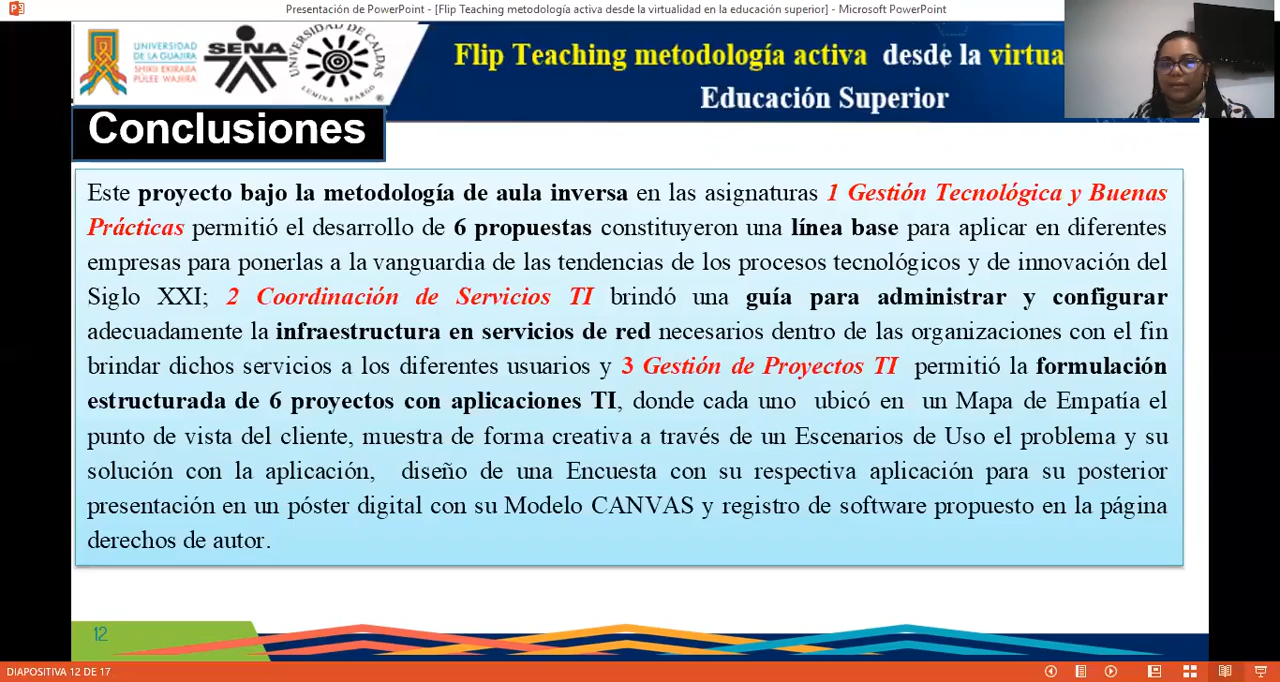 Presentación de PowerPoint - [Flip Teaching metodología activa desde la virtualidad en la educación superior] - Microsoft PowerPoint
UNIVERSIDAD
DE LA GUAJIRA
SHIKII EKIRAJIA
PÜLEE WAJIIRA
SENA
UNIVERSIDAD DE CALDAS
LUMINA SPARGO
®
Flip Teaching metodología activa desde la virtua
Educación Superior
Conclusiones
Este proyecto bajo la metodología de aula inversa en las asignaturas 1 Gestión Tecnológica y Buenas
Prácticas permitió el desarrollo de 6 propuestas constituyeron una línea base para aplicar en diferentes
empresas para ponerlas a la vanguardia de las tendencias de los procesos tecnológicos y de innovación del
Siglo XXI; 2 Coordinación de Servicios TI brindó una guía para administrar y configurar
adecuadamente la infraestructura en servicios de red necesarios dentro de las organizaciones con el fin
brindar dichos servicios a los diferentes usuarios y 3 Gestión de Proyectos TI permitió la formulación
estructurada de 6 proyectos con aplicaciones TI, donde cada uno ubicó en un Mapa de Empatía el
punto de vista del cliente, muestra de forma creativa a través de un Escenarios de Uso el problema y su
solución con la aplicación, diseño de una Encuesta con su respectiva aplicación para su posterior
presentación en un póster digital con su Modelo CANVAS y registro de software propuesto en la página
derechos de autor.
12
DIAPOSITIVA 12 DE 17